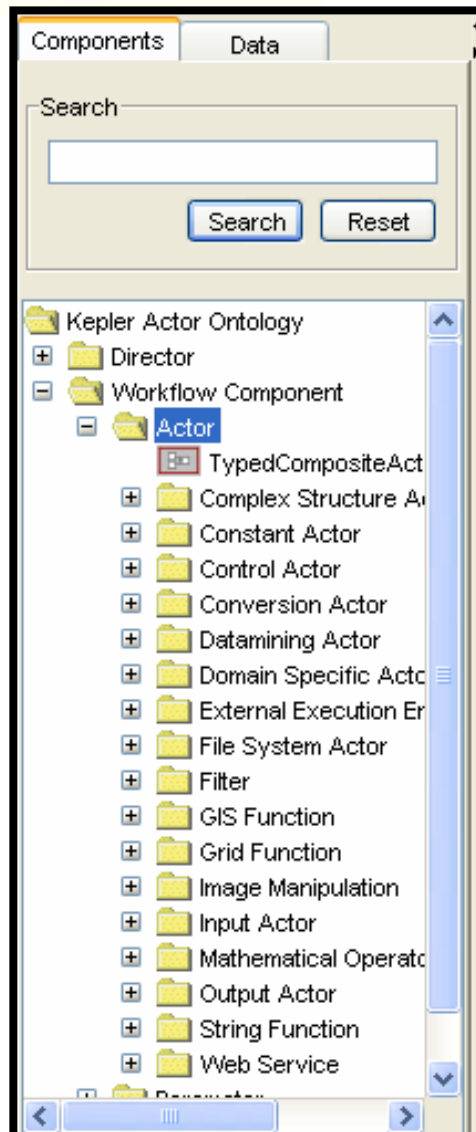 Components Data
Search
Search Reset
Kepler Actor Ontology
Director
Workflow Component
Actor
TypedCompositeAct
Complex Structure A
Constant Actor
Control Actor
Conversion Actor
Datamining Actor
Domain Specific Acto
External Execution Er
File System Actor
Filter
GIS Function
Grid Function
Image Manipulation
Input Actor
Mathematical Operato
Output Actor
String Function
Web Service